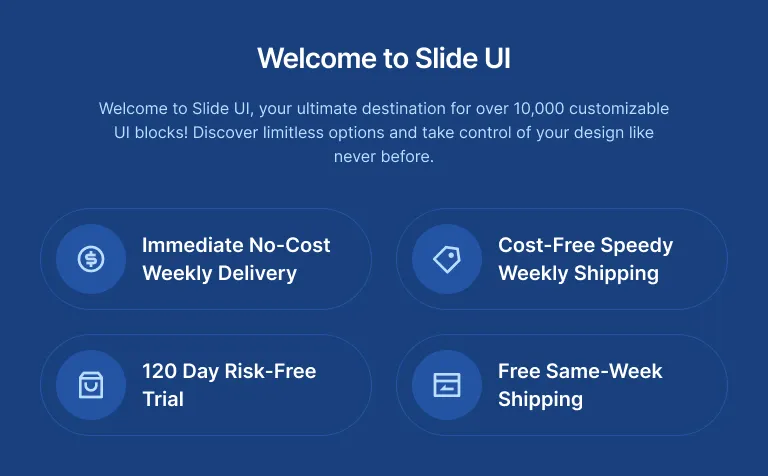 Welcome to Slide UI
Welcome to Slide UI, your ultimate destination for over 10,000 customizable
UI blocks! Discover limitless options and take control of your design like
never before.
Immediate No-Cost
Weekly Delivery
Cost-Free Speedy
Weekly Shipping
120 Day Risk-Free
Trial
Free Same-Week
Shipping